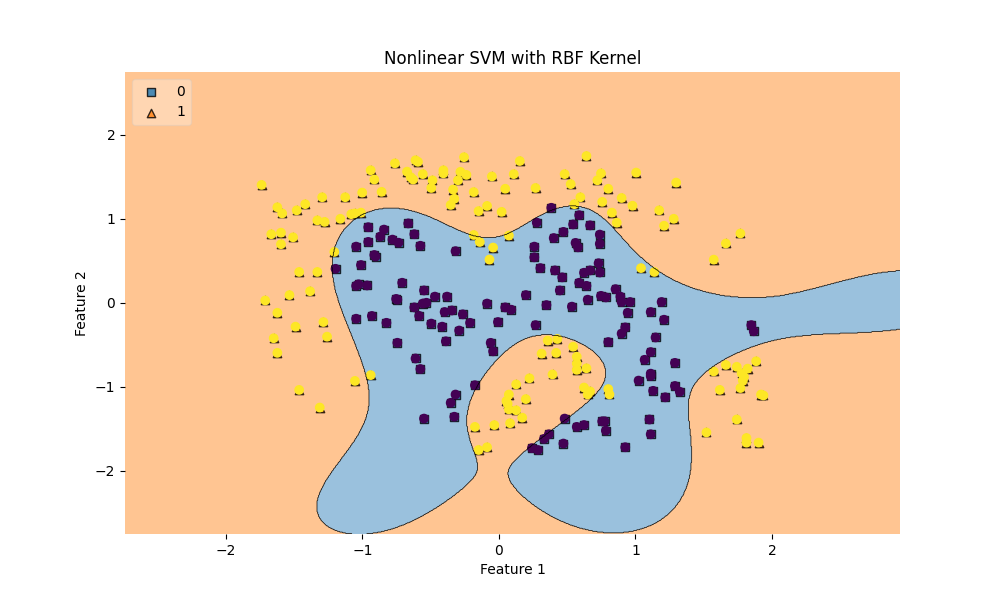 Nonlinear SVM with RBF Kernel
0
1
2
1
0
−1
−2
Feature 2
−2 −1 0 1 2
Feature 1